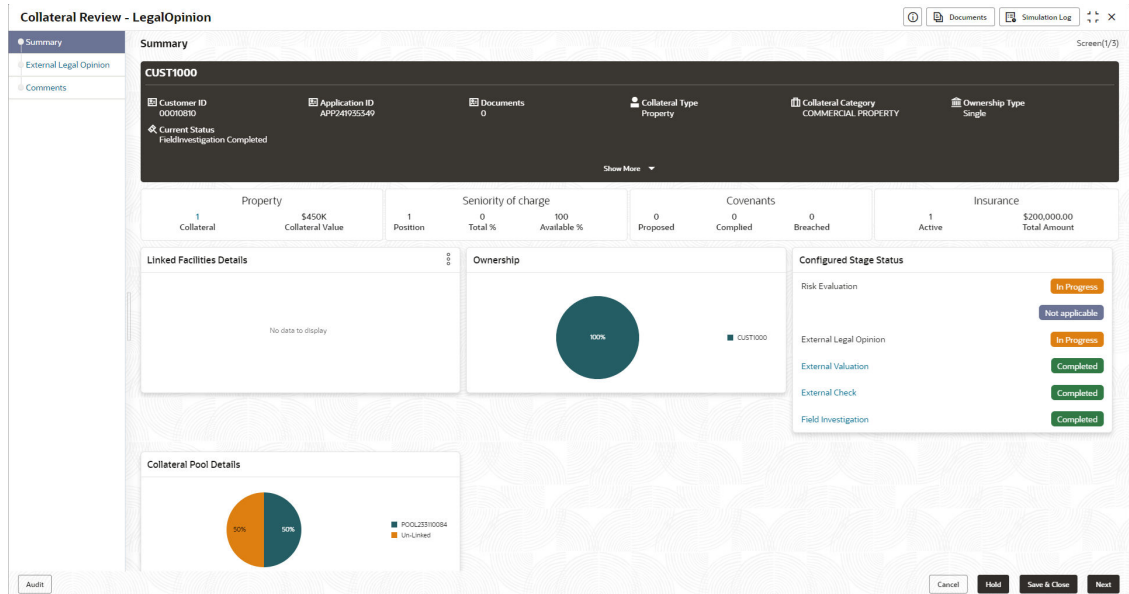 Collateral Review - LegalOpinion
Documents
Simulation Log
Summary
External Legal Opinion
Comments
Summary
Screen(1/3)
CUST1000
Customer ID
00010810
Application ID
APP241935349
Documents
0
Collateral Type
Property
Collateral Category
COMMERCIAL PROPERTY
Ownership Type
Single
Current Status
FieldInvestigation Completed
Show More
Property
1
Collateral
$450K
Collateral Value
Seniority of charge
1
Position
0
Total %
100
Available %
Covenants
0
Proposed
0
Complied
0
Breached
Insurance
1
Active
$200,000.00
Total Amount
Linked Facilities Details
No data to display
Ownership
100%
CUST1000
Configured Stage Status
Risk Evaluation
In Progress
Not applicable
External Legal Opinion
In Progress
External Valuation
Completed
External Check
Completed
Field Investigation
Completed
Collateral Pool Details
50%
50%
POOL233110084
Un-Linked
Audit
Cancel
Hold
Save & Close
Next